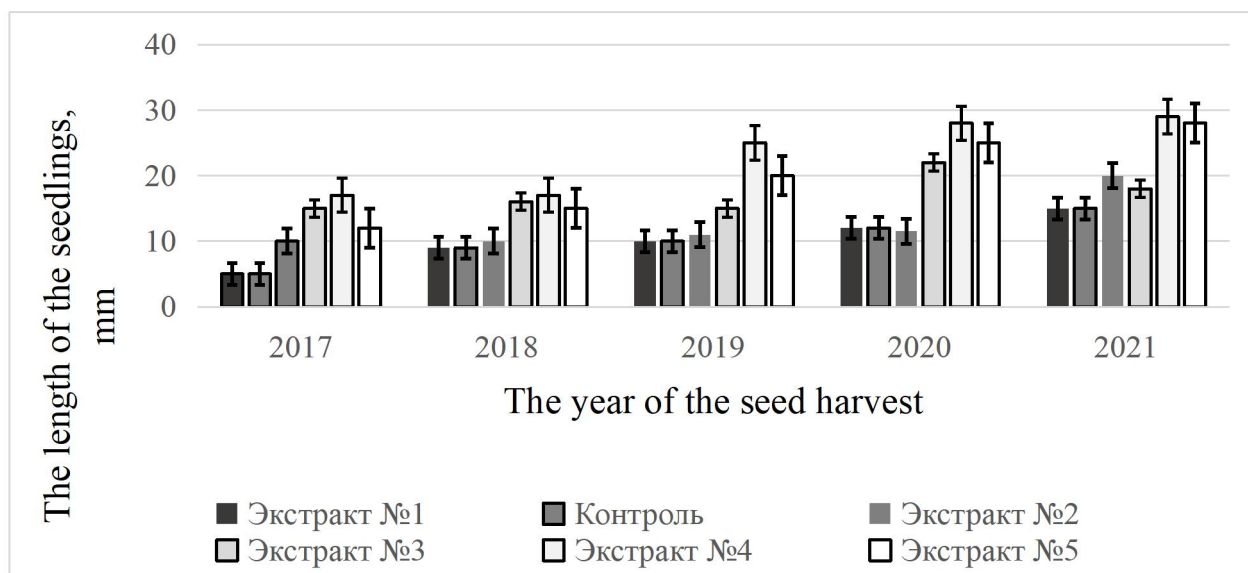 The length of the seedlings,
mm
40
30
20
10
0
2017 2018 2019 2020 2021
The year of the seed harvest
Экстракт №1 Контроль Экстракт №2
Экстракт №3 Экстракт №4 Экстракт №5